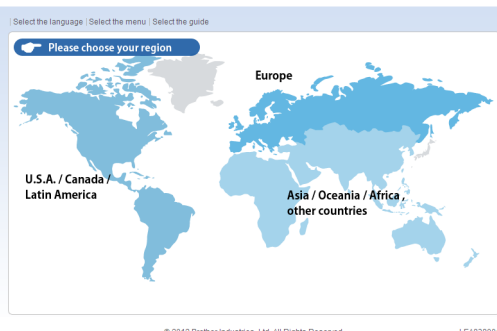 | Select the language | Select the menu | Select the guide
Please choose your region
Europe
U.S.A. / Canada /
Latin America
Asia / Oceania / Africa ,
other countries